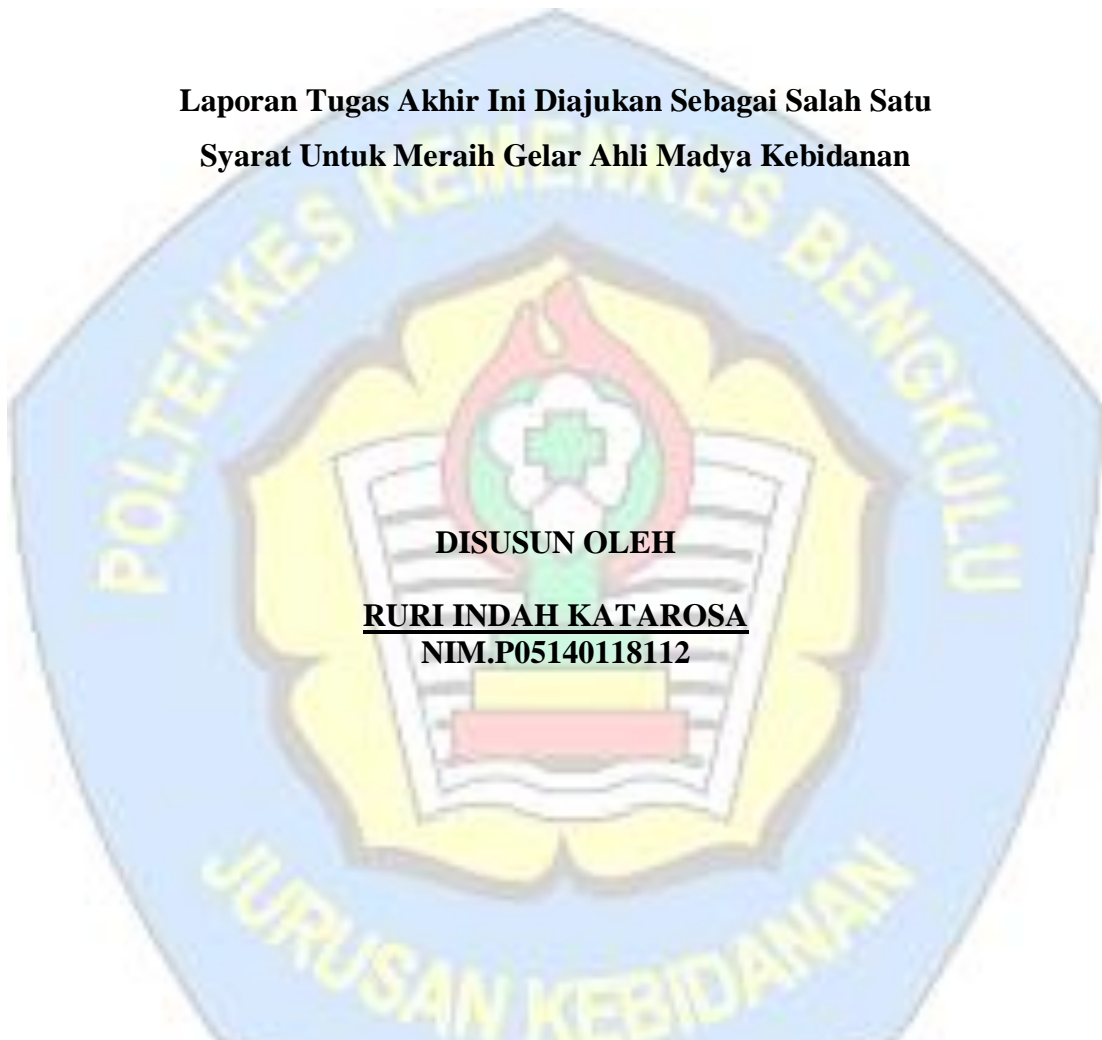 Laporan Tugas Akhir Ini Diajukan Sebagai Salah Satu
Syarat Untuk Meraih Gelar Ahli Madya Kebidanan
POLTEKKES KEMENKES BENGKULU
DISUSUN OLEH
RURI INDAH KATAROSA
NIM.P05140118112
JURUSAN KEBIDANAN